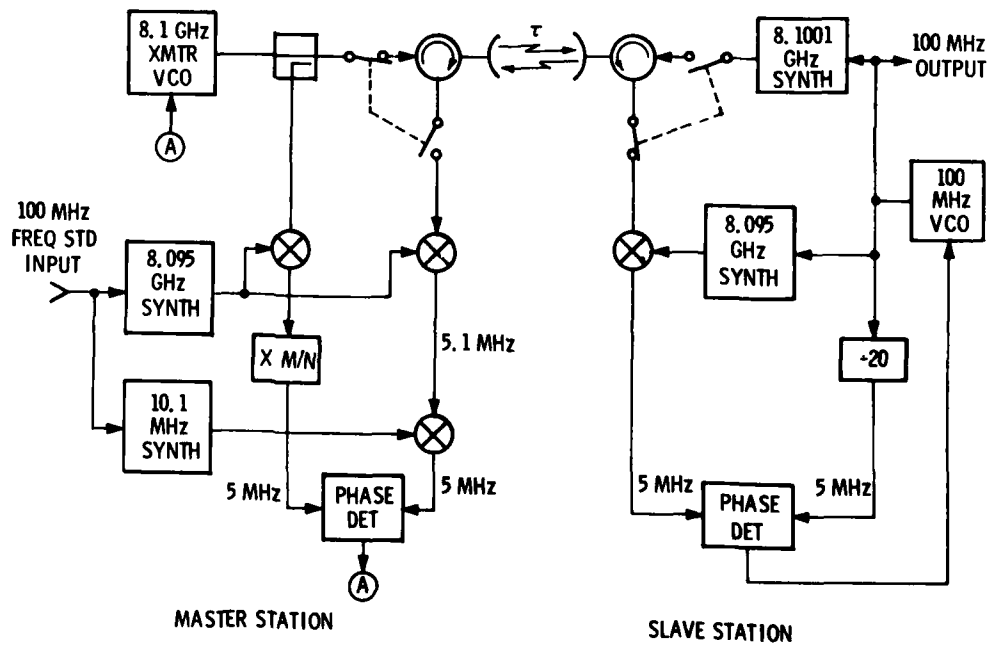 8.1 GHz
XMTR
VCO
A
τ
8.1001
GHz
SYNTH
100 MHz
OUTPUT
100
MHz
VCO
100 MHz
FREQ STD
INPUT
8.095
GHz
SYNTH
8.095
GHz
SYNTH
5.1 MHz
X M/N
÷20
10.1
MHz
SYNTH
5 MHz
PHASE
DET
5 MHz
5 MHz
PHASE
DET
5 MHz
A
MASTER STATION
SLAVE STATION